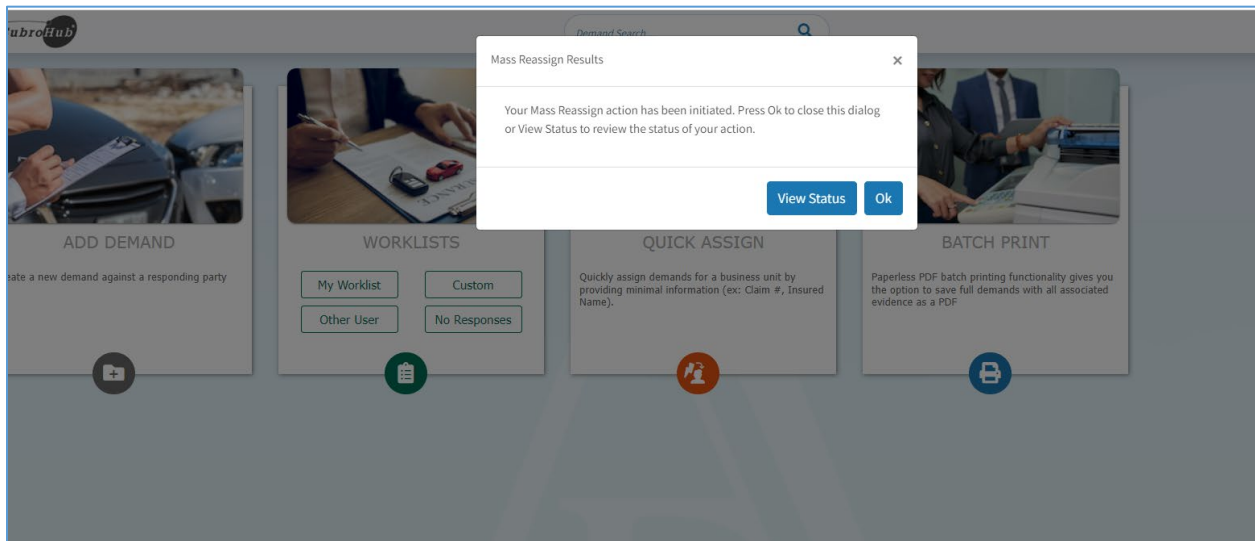 ubroHub
Demand Search
Mass Reassign Results ×
Your Mass Reassign action has been initiated. Press Ok to close this dialog
or View Status to review the status of your action.
View Status Ok
ADD DEMAND
eate a new demand against a responding party
WORKLISTS
My Worklist Custom
Other User No Responses
QUICK ASSIGN
Quickly assign demands for a business unit by
providing minimal information (ex: Claim #, Insured
Name).
BATCH PRINT
Paperless PDF batch printing functionality gives you
the option to save full demands with all associated
evidence as a PDF